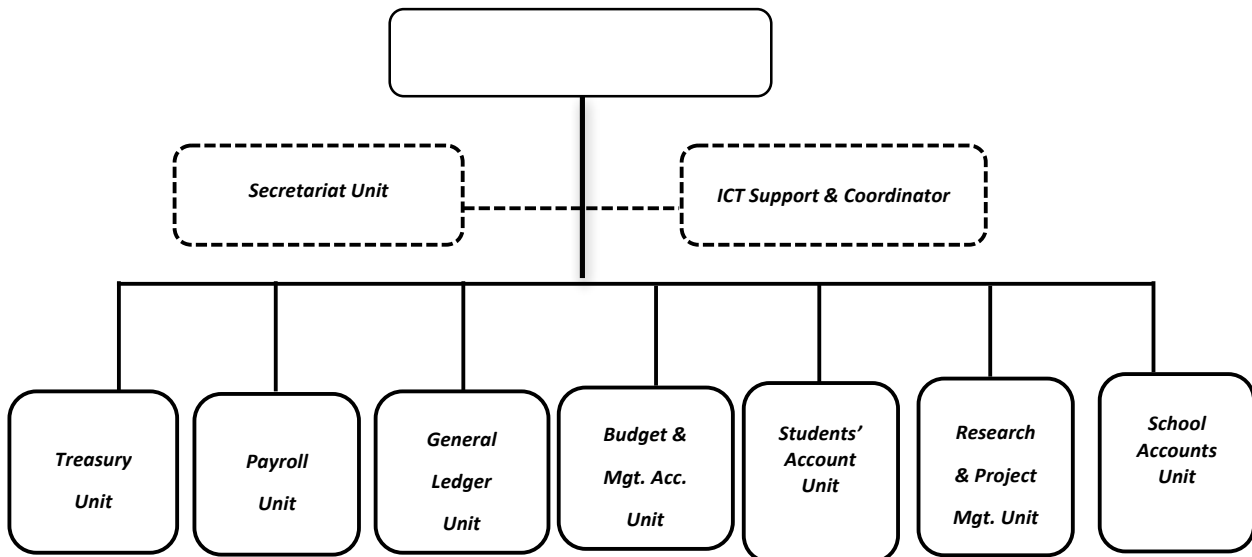 Secretariat Unit
ICT Support & Coordinator
Treasury
Unit
Payroll
Unit
General
Ledger
Unit
Budget &
Mgt. Acc.
Unit
Students’
Account
Unit
Research
& Project
Mgt. Unit
School
Accounts
Unit